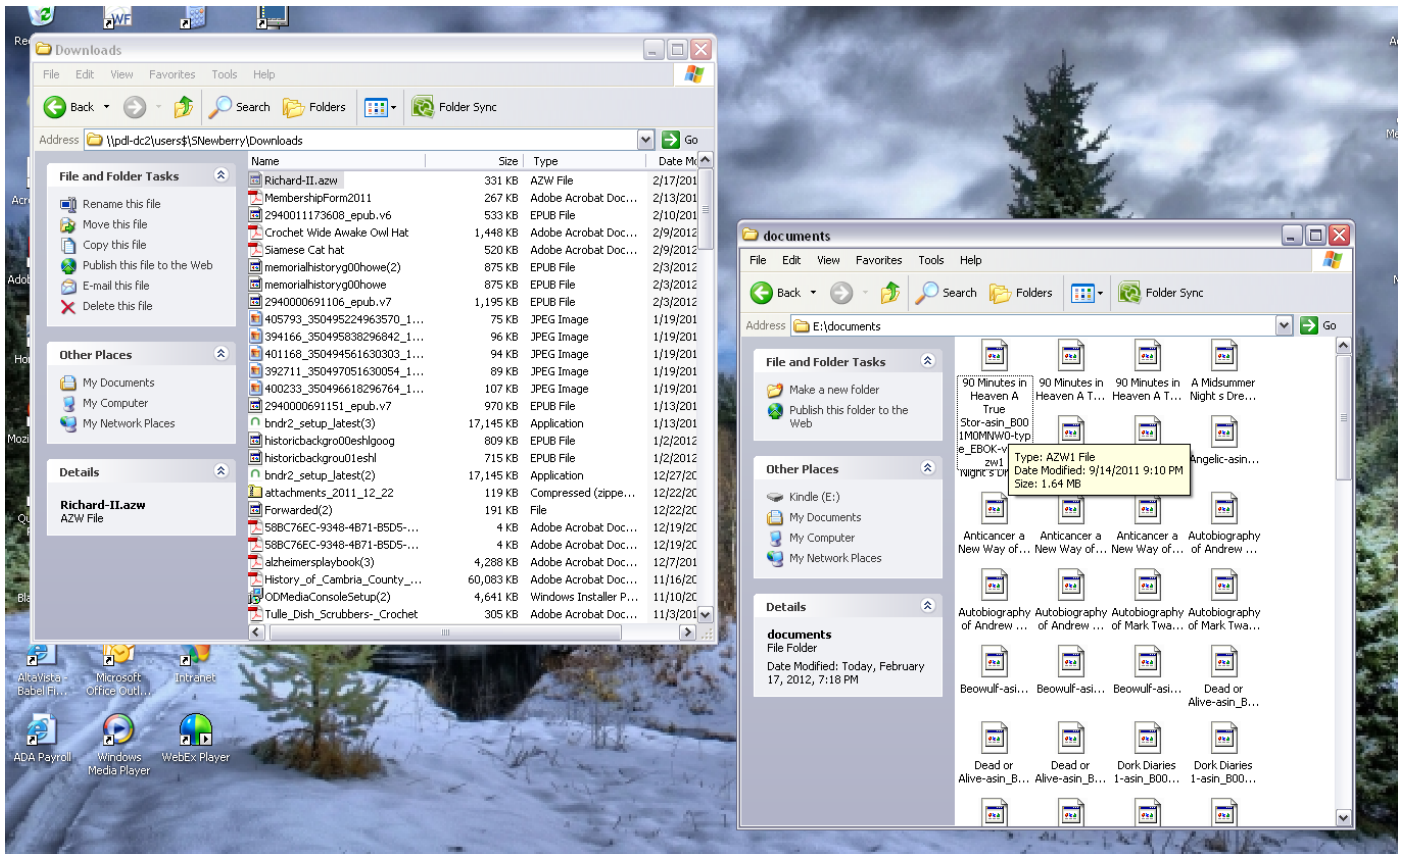 WF
Re
Downloads
File Edit View Favorites Tools Help
Back Search Folders Folder Sync
Address \\pdl-dc2\users$\SNewberry\Downloads Go
File and Folder Tasks
Rename this file
Move this file
Copy this file
Publish this file to the Web
E-mail this file
Delete this file
Other Places
My Documents
My Computer
My Network Places
Details
Richard-II.azw
AZW File
Name Size Type Date Mo
Richard-II.azw 331 KB AZW File 2/17/201
MembershipForm2011 267 KB Adobe Acrobat Doc... 2/13/201
2940011173608_epub.v6 533 KB EPUB File 2/10/201
Crochet Wide Awake Owl Hat 1,448 KB Adobe Acrobat Doc... 2/9/2012
Siamese Cat hat 520 KB Adobe Acrobat Doc... 2/9/2012
memorialhistoryg00howe(2) 875 KB EPUB File 2/3/2012
memorialhistoryg00howe 875 KB EPUB File 2/3/2012
2940000691106_epub.v7 1,195 KB EPUB File 2/3/2012
405793_350495224963570_1... 75 KB JPEG Image 1/19/201
394166_350495838296842_1... 96 KB JPEG Image 1/19/201
401168_350494561630303_1... 94 KB JPEG Image 1/19/201
392711_350497051630054_1... 89 KB JPEG Image 1/19/201
400233_350496618296764_1... 107 KB JPEG Image 1/19/201
2940000691151_epub.v7 970 KB EPUB File 1/13/201
bndr2_setup_latest(3) 17,145 KB Application 1/13/201
historicbackgro00eshlgoog 809 KB EPUB File 1/2/2012
historicbackgrou01eshl 715 KB EPUB File 1/2/2012
bndr2_setup_latest(2) 17,145 KB Application 12/27/20
attachments_2011_12_22 119 KB Compressed (zippe... 12/22/20
Forwarded(2) 191 KB File 12/22/20
58BC76EC-9348-4B71-B5D5-... 4 KB Adobe Acrobat Doc... 12/19/20
58BC76EC-9348-4B71-B5D5-... 4 KB Adobe Acrobat Doc... 12/19/20
alzheimersplaybook(3) 4,288 KB Adobe Acrobat Doc... 12/7/201
History_of_Cambria_County_... 60,083 KB Adobe Acrobat Doc... 11/16/20
ODMediaConsoleSetup(2) 4,641 KB Windows Installer P... 11/10/20
Tulle_Dish_Scrubbers-_Crochet 305 KB Adobe Acrobat Doc... 11/3/201
Acr
Adob
Ho
Mozi
Qu
Bla
AltaVista -
Babel Fi...
Microsoft
Office Outl...
Intranet
ADA Payroll
Windows
Media Player
WebEx Player
documents
File Edit View Favorites Tools Help
Back Search Folders Folder Sync
Address E:\documents Go
File and Folder Tasks
Make a new folder
Publish this folder to the
Web
Other Places
Kindle (E:)
My Documents
My Computer
My Network Places
Details
documents
File Folder
Date Modified: Today, February
17, 2012, 7:18 PM
90 Minutes in
Heaven A
True
Stor-asin_B00
1M0MNW0-typ
e_EBOK-v
zw1
90 Minutes in
Heaven A T...
90 Minutes in
Heaven A T...
A Midsummer
Night s Dre...
Night s Dr
Type: AZW1 File
Date Modified: 9/14/2011 9:10 PM
Size: 1.64 MB
Angelic-asin...
Anticancer a
New Way of...
Anticancer a
New Way of...
Anticancer a
New Way of...
Autobiography
of Andrew ...
Autobiography
of Andrew ...
Autobiography
of Andrew ...
Autobiography
of Mark Twa...
Autobiography
of Mark Twa...
Beowulf-asi...
Beowulf-asi...
Beowulf-asi...
Dead or
Alive-asin_B...
Dead or
Alive-asin_B...
Dead or
Alive-asin_B...
Dork Diaries
1-asin_B00...
Dork Diaries
1-asin_B00...